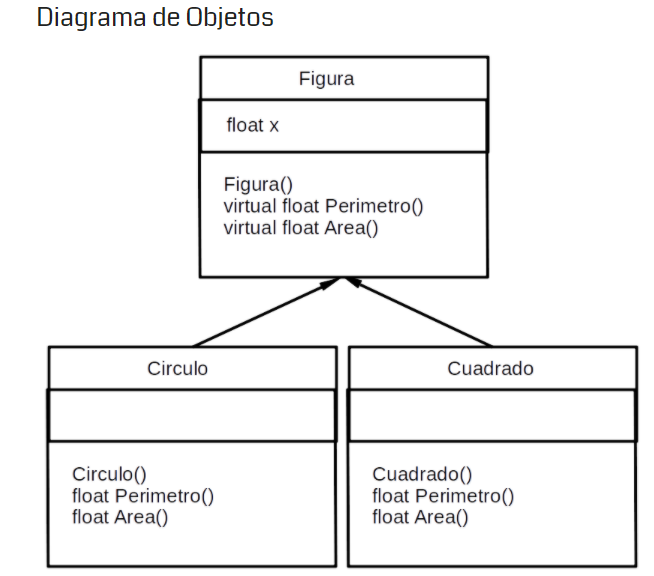 Diagrama de Objetos
Figura
float x
Figura()
virtual float Perimetro()
virtual float Area()
Circulo
Circulo()
float Perimetro()
float Area()
Cuadrado
Cuadrado()
float Perimetro()
float Area()